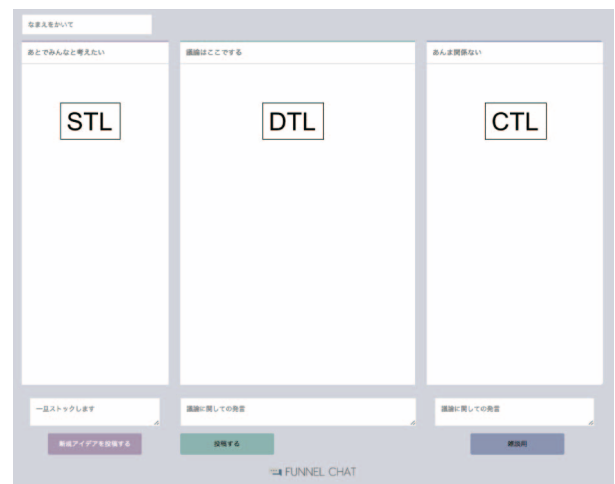 なまえをかいて
あとでみんなと考えたい
議論はここでする
あんま関係ない
STL
DTL
CTL
一旦ストックします
議論に関しての発言
議論に関しての発言
新規アイデアを投稿する
投稿する
雑談用
FUNNEL CHAT